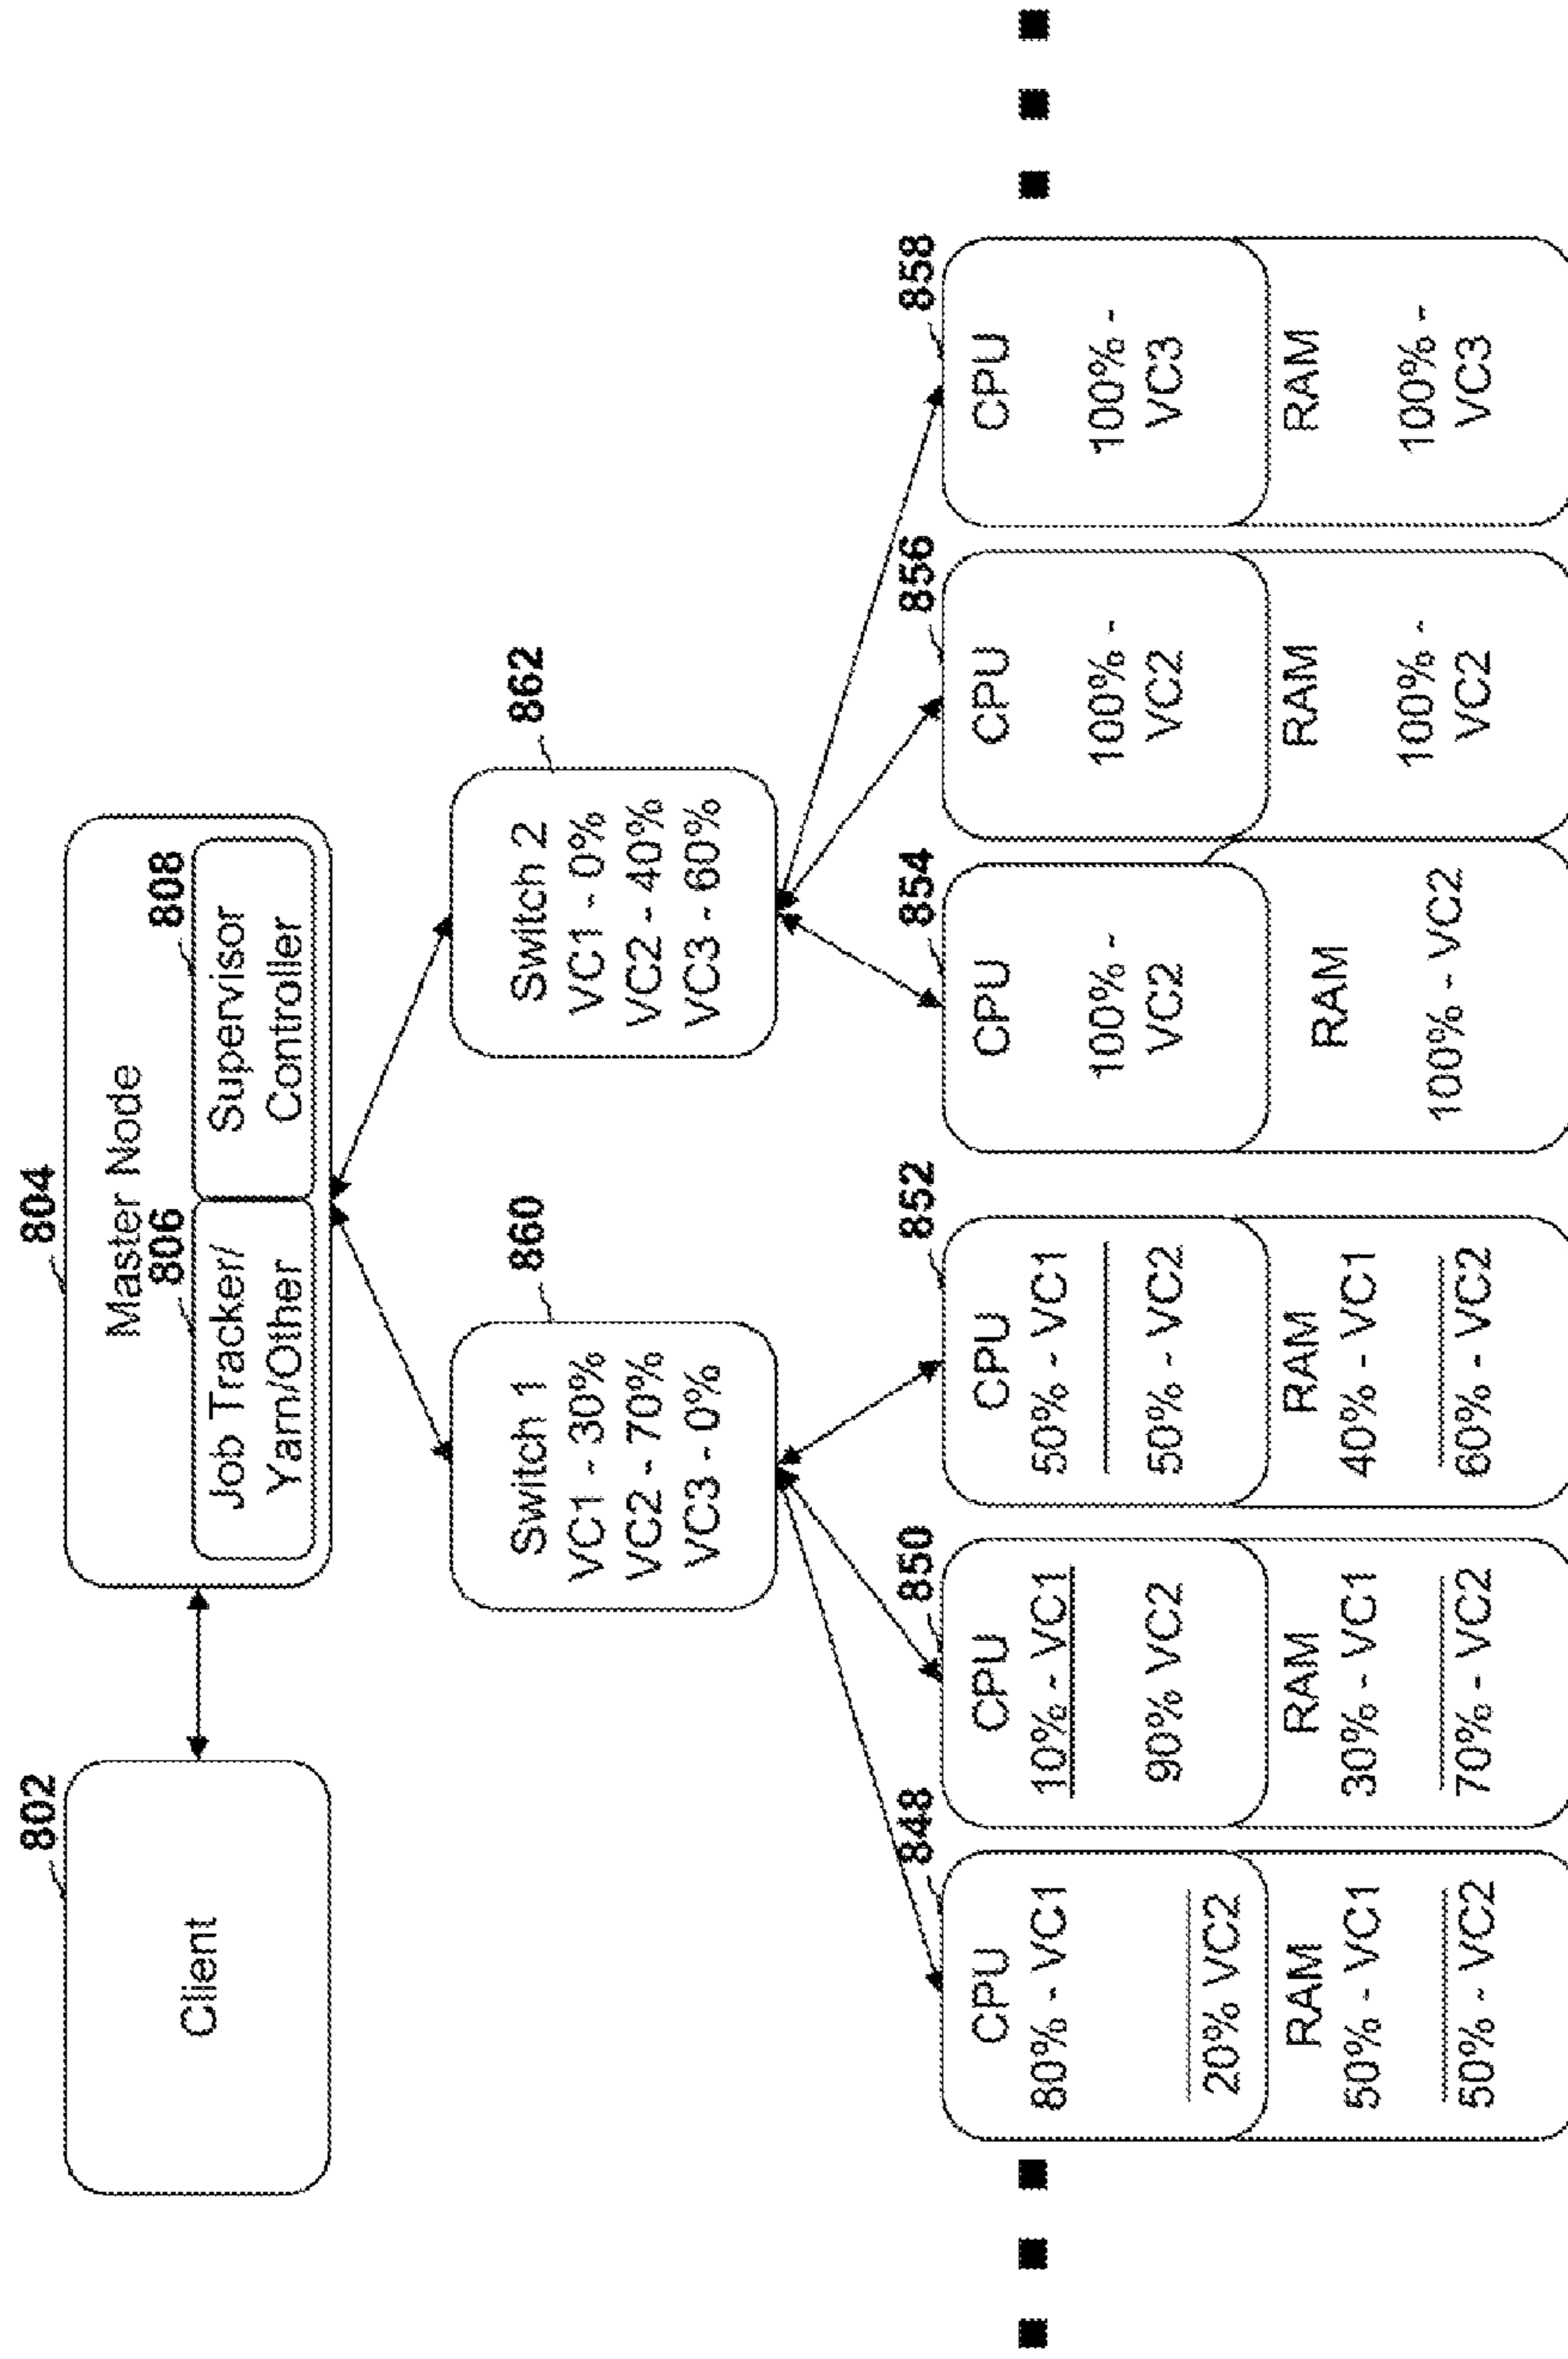 802
Client
804
Master Node
806
Job Tracker/
Yarn/Other
808
Supervisor
Controller
860
Switch 1
VC1 - 30%
VC2 - 70%
VC3 - 0%
862
Switch 2
VC1 - 0%
VC2 - 40%
VC3 - 60%
848
CPU
80% - VC1
20% VC2
RAM
50% - VC1
50% - VC2
850
CPU
10% - VC1
90% VC2
RAM
30% - VC1
70% - VC2
852
CPU
50% - VC1
50% - VC2
RAM
40% - VC1
60% - VC2
854
CPU
100% -
VC2
RAM
100% - VC2
856
CPU
100% -
VC2
RAM
100% -
VC2
858
CPU
100% -
VC3
RAM
100% -
VC3